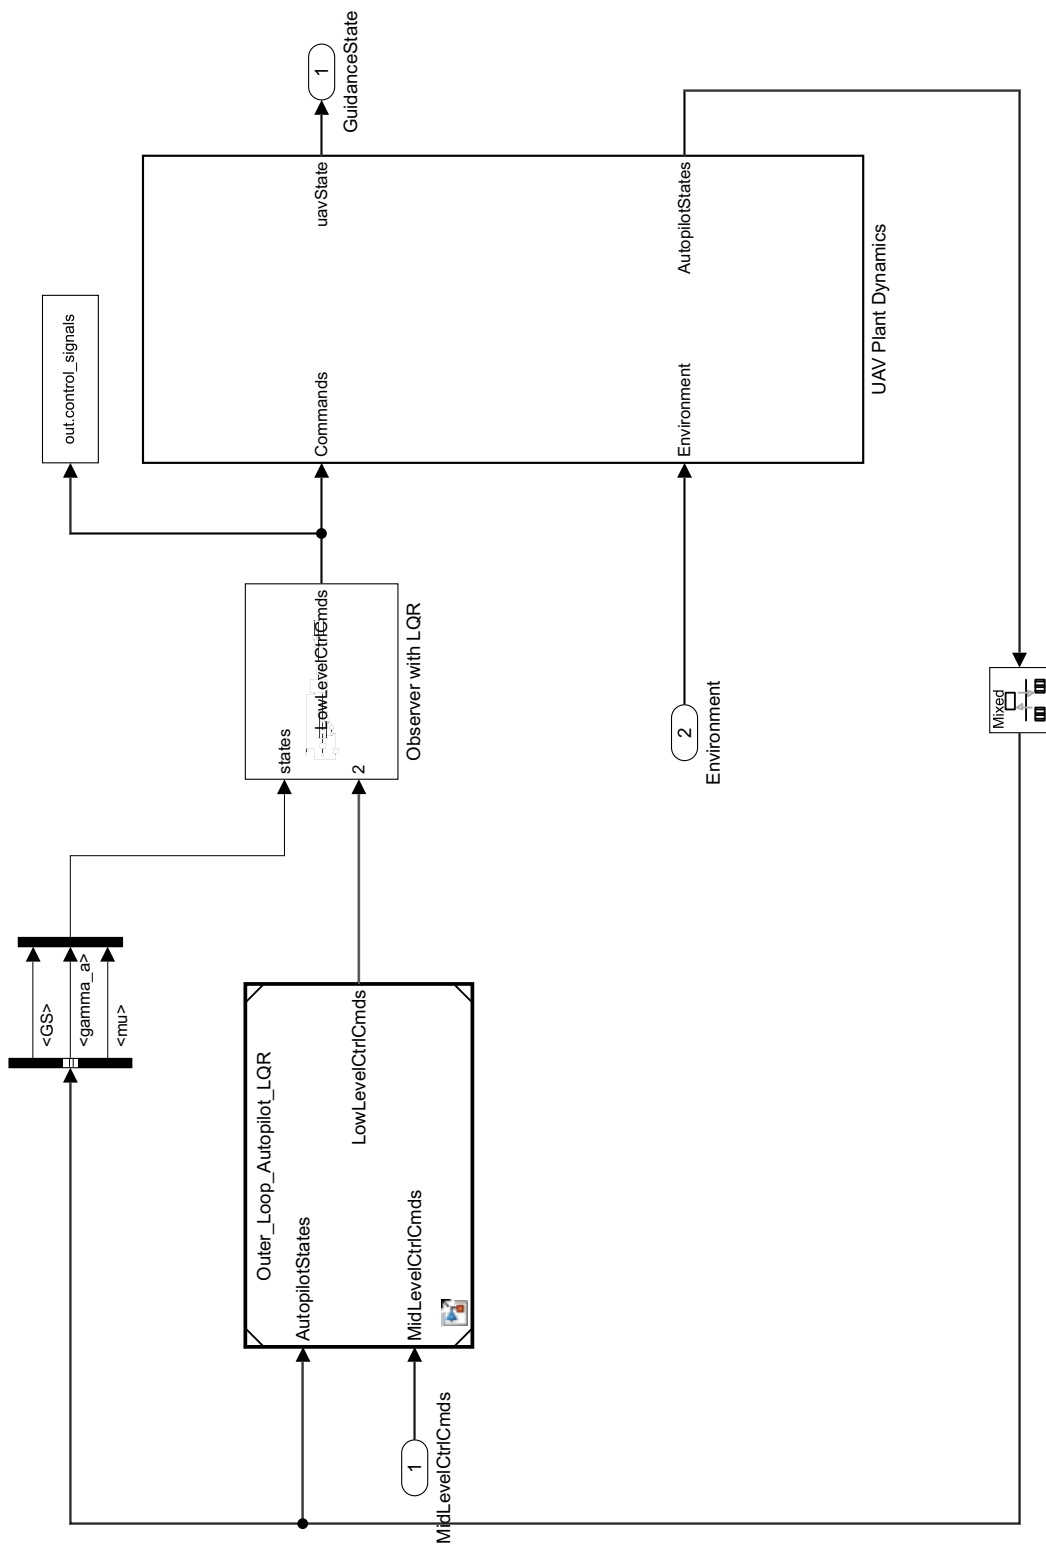 1
GuidanceState
out.control_signals
Commands
uavState
Environment
AutopilotStates
UAV Plant Dynamics
<GS>
<gamma_a>
<mu>
states
2
LowLevelCtrlCmds
Observer with LQR
Outer_Loop_Autopilot_LQR
AutopilotStates
MidLevelCtrlCmds
LowLevelCtrlCmds
1
MidLevelCtrlCmds
2
Environment
Mixed